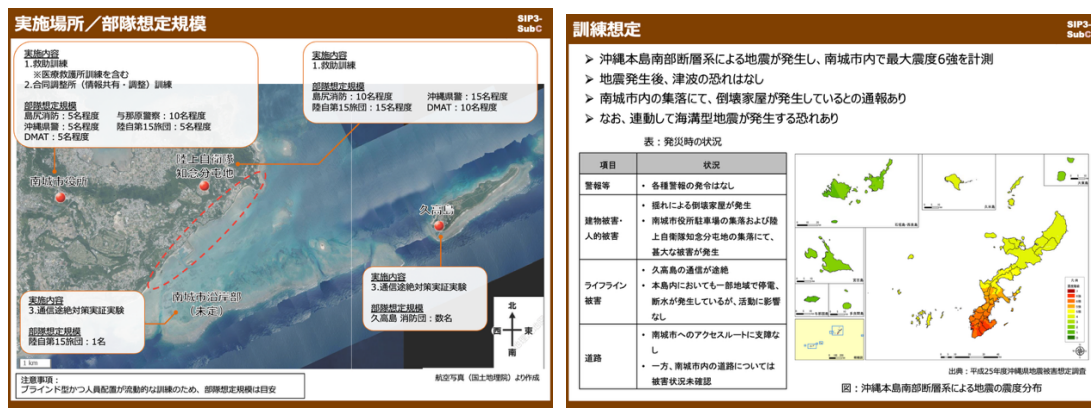 実施場所／部隊想定規模
SIP3-
SubC
実施内容
1.救助訓練
※医療救護所訓練を含む
2.合同調整所（情報共有・調整）訓練
部隊想定規模
島尻消防：5名程度　与那原警察：10名程度
沖縄県警：5名程度　陸自第15旅団：5名程度
DMAT：5名程度
実施内容
1.救助訓練
部隊想定規模
島尻消防：10名程度　沖縄県警：15名程度
陸自第15旅団：15名程度　DMAT：10名程度
陸上自衛隊
知念分屯地
南城市役所
久高島
実施内容
3.通信途絶対策実証実験
部隊想定規模
久高島 消防団：数名
南城市沿岸部
（未定）
実施内容
3.通信途絶対策実証実験
部隊想定規模
陸自第15旅団：1名
北
西
東
南
1 km
注意事項：
ブラインド型かつ人員配置が流動的な訓練のため、部隊想定規模は目安
航空写真（国土地理院）より作成
訓練想定
SIP3-
SubC
➢ 沖縄本島南部断層系による地震が発生し、南城市内で最大震度6強を計測
➢ 地震発生後、津波の恐れはなし
➢ 南城市内の集落にて、倒壊家屋が発生しているとの通報あり
➢ なお、連動して海溝型地震が発生する恐れあり
表：発災時の状況
項目
状況
警報等
• 各種警報の発令はなし
建物被害・
人的被害
• 揺れによる倒壊家屋が発生
• 南城市役所駐車場の集落および陸
上自衛隊知念分屯地の集落にて、
甚大な被害が発生
ライフライン
被害
• 久高島の通信が途絶
• 本島内においても一部地域で停電、
断水が発生しているが、活動に影響
なし
道路
• 南城市へのアクセスルートに支障な
し
• 一方、南城市内の道路については
被害状況未確認
出典：平成25年度沖縄県地震被害想定調査
図：沖縄本島南部断層系による地震の震度分布